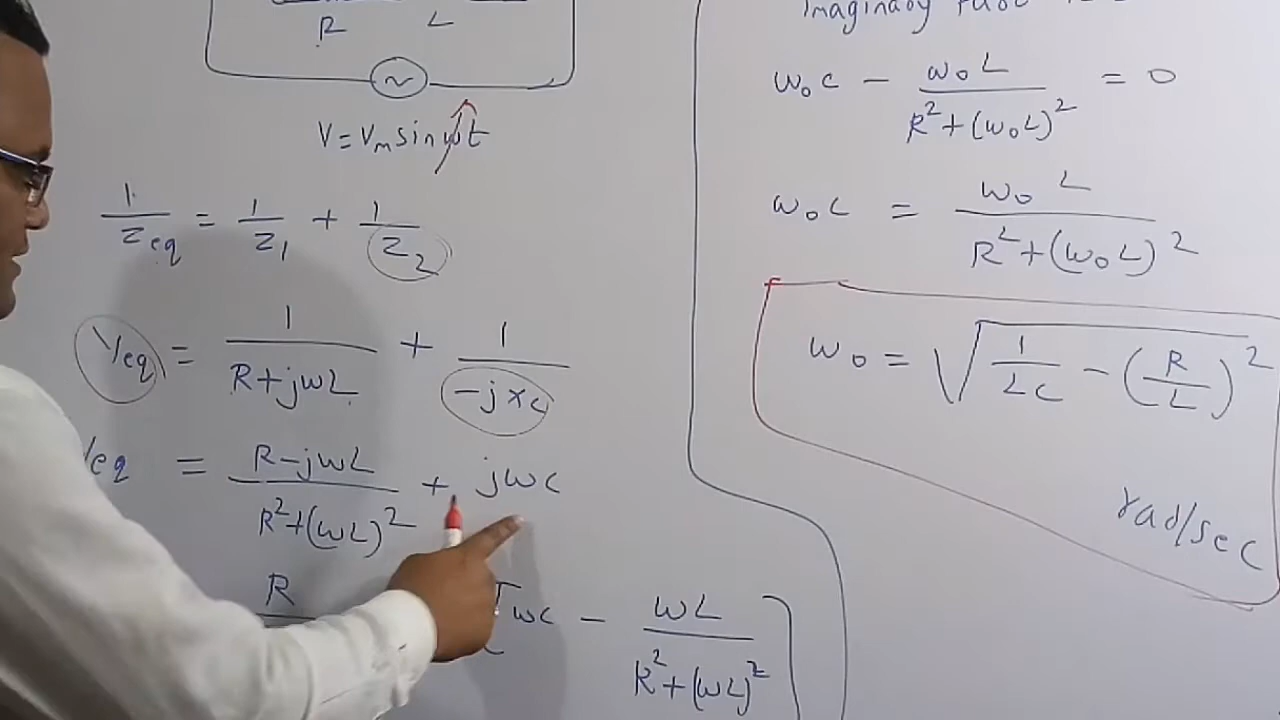 R L
V = Vm sin ωt
1/Zeq = 1/Z1 + 1/Z2
Yeq = 1/(R+jωL) + 1/(-jXc)
Yeq = (R-jωL)/(R²+(ωL)²) + jωc
R
ωc - ωL/(R²+(ωL)²)
Imaginary
ω₀c - ω₀L/(R²+(ω₀L)²) = 0
ω₀c = ω₀L/(R²+(ω₀L)²)
ω₀ = √(1/LC - (R/L)²)
rad/sec